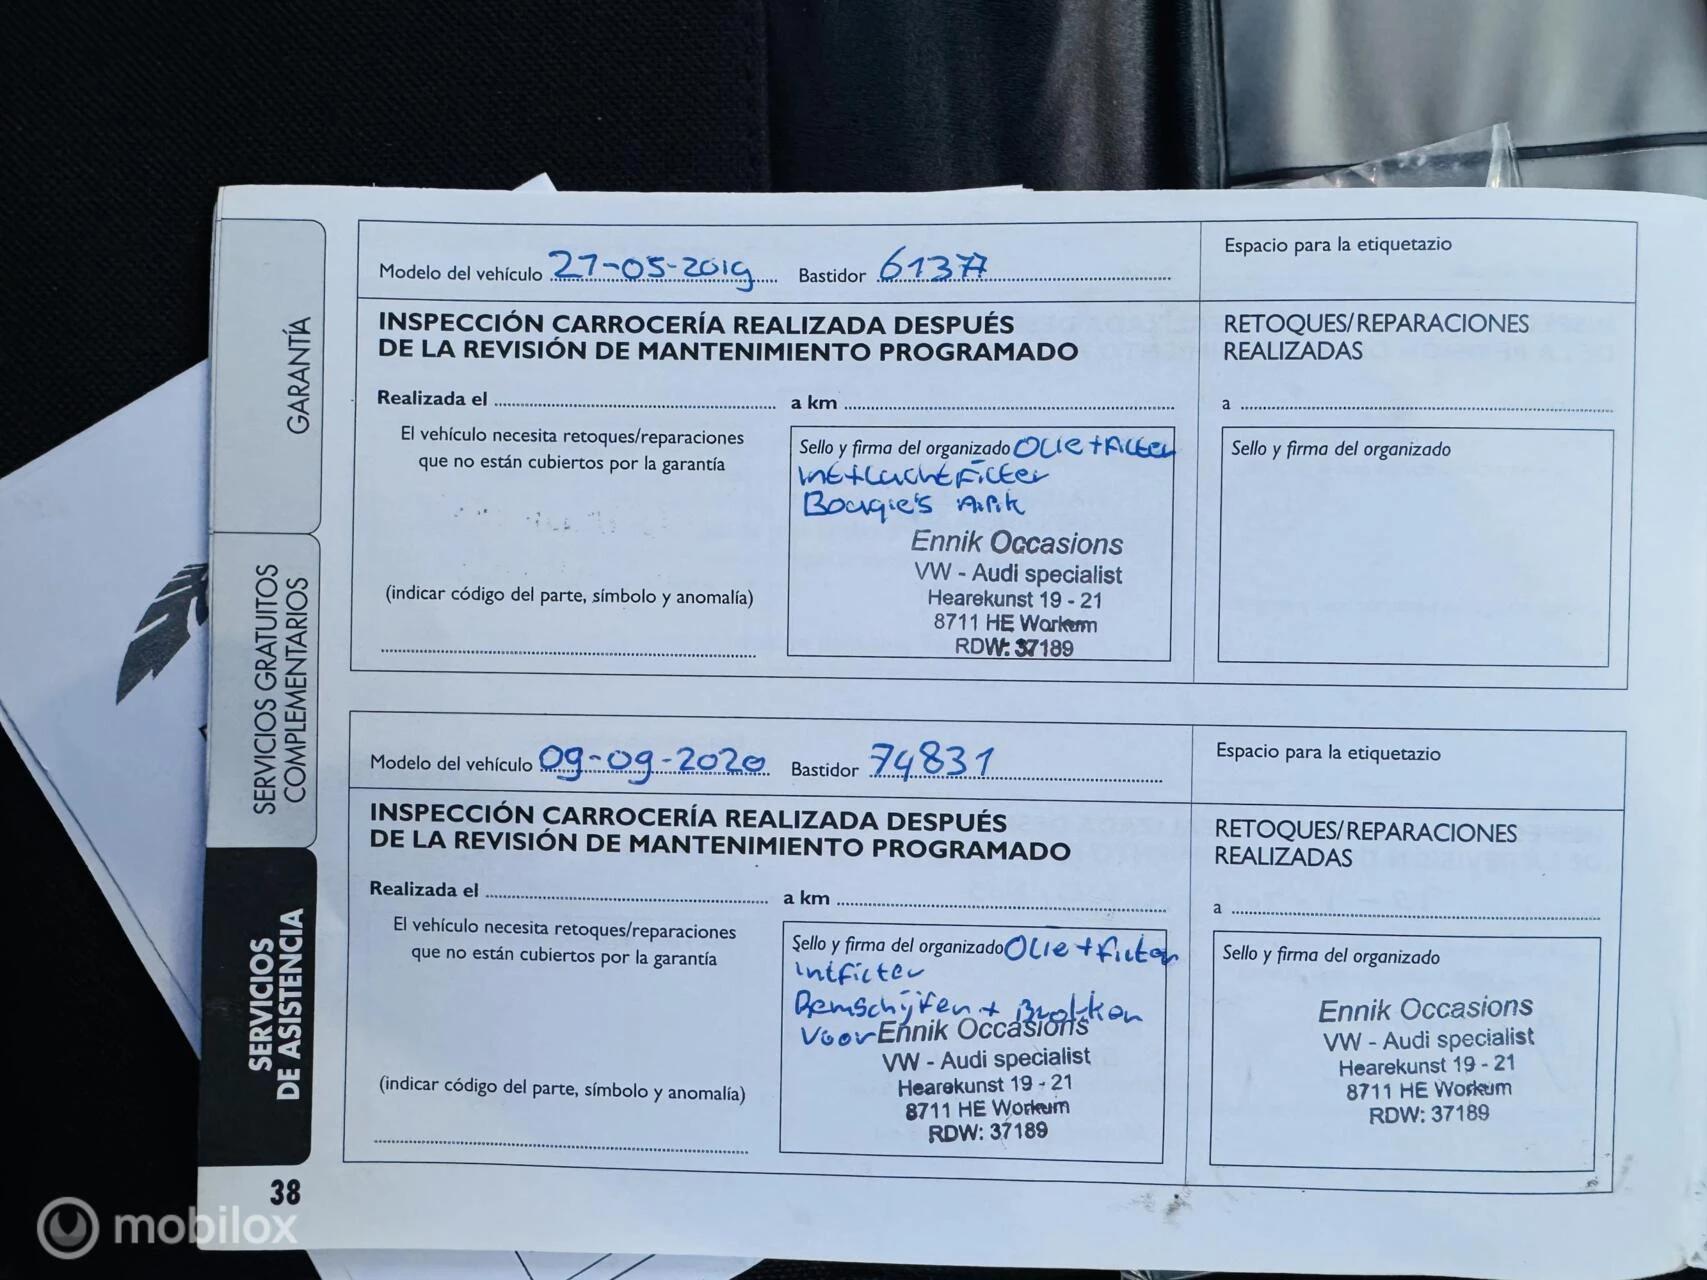 Modelo del vehículo 27-05-2019 Bastidor
Espacio para la etiquetazio
INSPECCIÓN CARROCERÍA REALIZADA DESPUÉS
DE LA REVISIÓN DE MANTENIMIENTO PROGRAMADO
RETOQUES/REPARACIONES
REALIZADAS
Realizada el
a km
a
El vehículo necesita retoques/reparaciones
que no están cubiertos por la garantía
(indicar código del parte, símbolo y anomalía)
Sello y firma del organizado Olie + Filter
Int + Luchtfilter
Bougie's
Ennik Occasions
VW - Audi specialist
Hearekunst 19 - 21
8711 HE Workum
RDW: 37189
Sello y firma del organizado
Modelo del vehículo 09-09-2020 Bastidor 74831
Espacio para la etiquetazio
INSPECCIÓN CARROCERÍA REALIZADA DESPUÉS
DE LA REVISIÓN DE MANTENIMIENTO PROGRAMADO
RETOQUES/REPARACIONES
REALIZADAS
Realizada el
a km
a
El vehículo necesita retoques/reparaciones
que no están cubiertos por la garantía
(indicar código del parte, símbolo y anomalía)
Sello y firma del organizado Olie + Filter
Intfilter
Remschijfen + Blokken
Voor Ennik Occasions
VW - Audi specialist
Hearekunst 19 - 21
8711 HE Workum
RDW: 37189
Sello y firma del organizado
Ennik Occasions
VW - Audi specialist
Hearekunst 19 - 21
8711 HE Workum
RDW: 37189
GARANTÍA
SERVICIOS GRATUITOS
COMPLEMENTARIOS
SERVICIOS
DE ASISTENCIA
38
mobilox